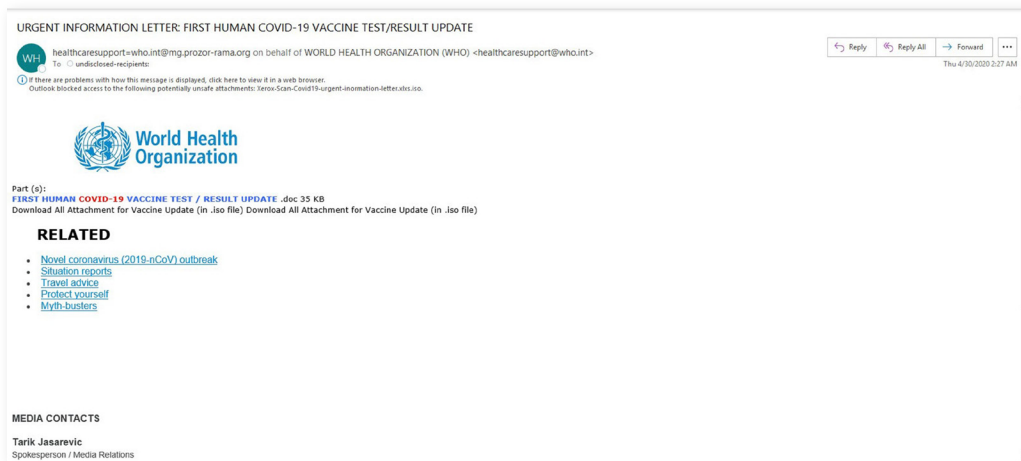 URGENT INFORMATION LETTER: FIRST HUMAN COVID-19 VACCINE TEST/RESULT UPDATE
WH
healthcaresupport=who.int@mg.prozor-rama.org on behalf of WORLD HEALTH ORGANIZATION (WHO) <healthcaresupport@who.int>
To undisclosed-recipients:
Reply
Reply All
Forward
Thu 4/30/2020 2:27 AM
If there are problems with how this message is displayed, click here to view it in a web browser.
Outlook blocked access to the following potentially unsafe attachments: Xerox-Scan-Covid19-urgent-inormation-letter.xlxs.iso.
World Health
Organization
Part (s):
FIRST HUMAN COVID-19 VACCINE TEST / RESULT UPDATE .doc 35 KB
Download All Attachment for Vaccine Update (in .iso file) Download All Attachment for Vaccine Update (in .iso file)
RELATED
• Novel coronavirus (2019-nCoV) outbreak
• Situation reports
• Travel advice
• Protect yourself
• Myth-busters
MEDIA CONTACTS
Tarik Jasarevic
Spokesperson / Media Relations